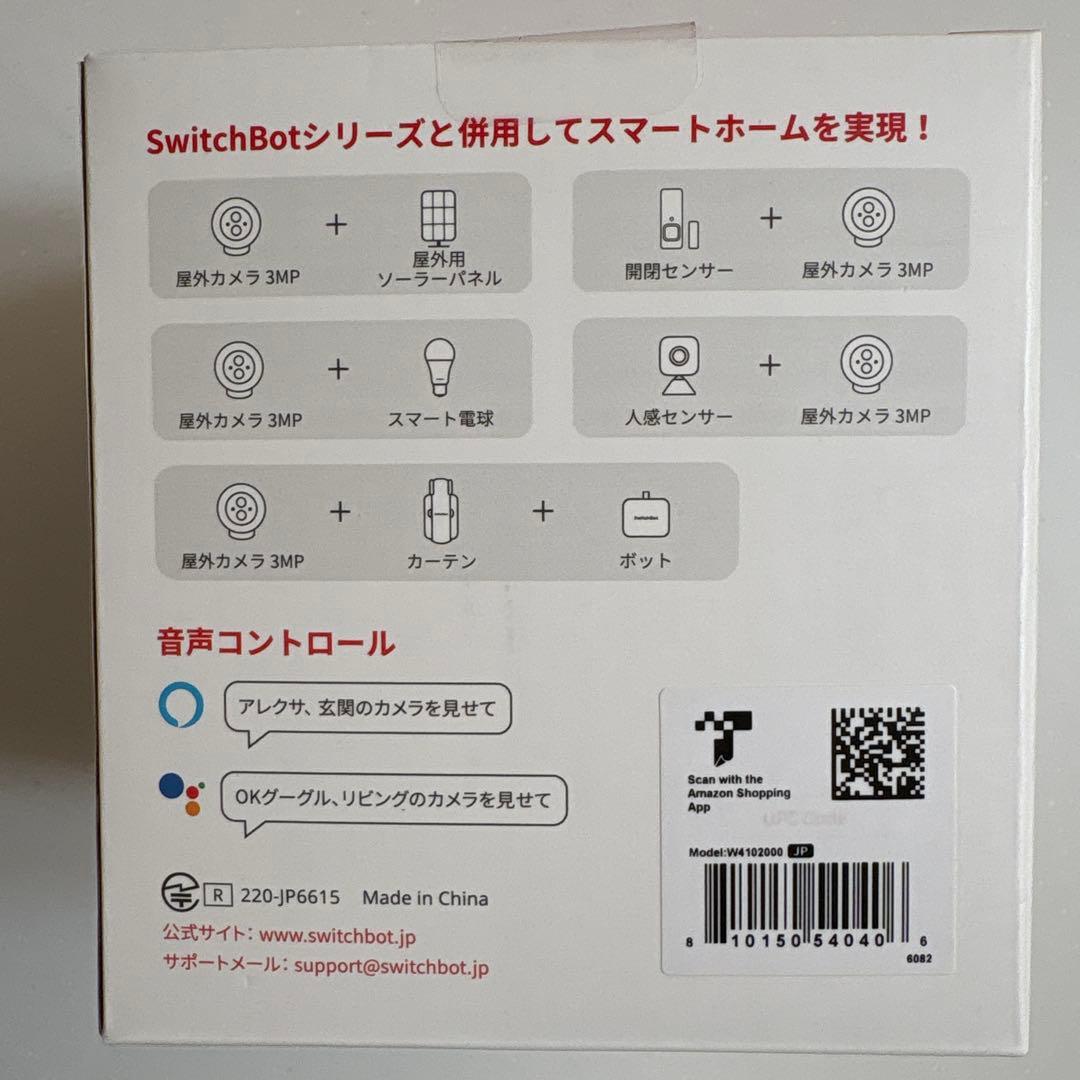 SwitchBotシリーズと併用してスマートホームを実現！
屋外カメラ 3MP
+
屋外用
ソーラーパネル
開閉センサー
+
屋外カメラ 3MP
屋外カメラ 3MP
+
スマート電球
人感センサー
+
屋外カメラ 3MP
屋外カメラ 3MP
+
カーテン
+
SwitchBot
ボット
音声コントロール
アレクサ、玄関のカメラを見せて
OKグーグル、リビングのカメラを見せて
R 220-JP6615 Made in China
公式サイト：www.switchbot.jp
サポートメール：support@switchbot.jp
Scan with the
Amazon Shopping
App
UPC Code
Model:W4102000 JP
8 10150 54040 6
6082